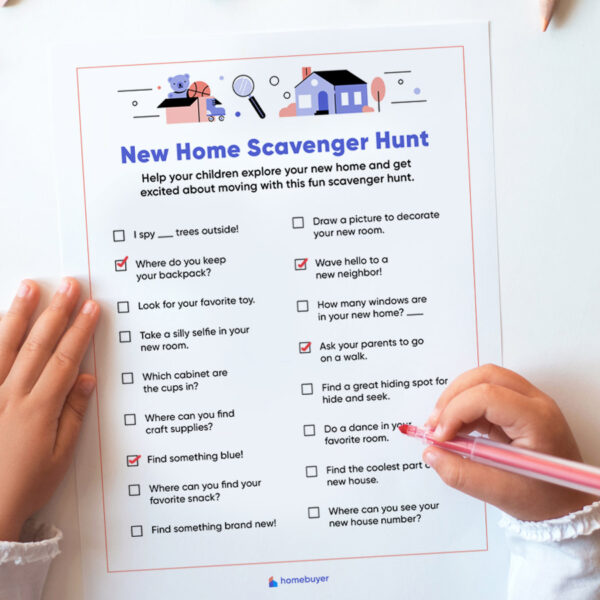 New Home Scavenger Hunt
Help your children explore your new home and get
excited about moving with this fun scavenger hunt.
I spy ___ trees outside!
Where do you keep
your backpack?
Look for your favorite toy.
Take a silly selfie in your
new room.
Which cabinet are
the cups in?
Where can you find
craft supplies?
Find something blue!
Where can you find your
favorite snack?
Find something brand new!
Draw a picture to decorate
your new room.
Wave hello to a
new neighbor!
How many windows are
in your new home? ___
Ask your parents to go
on a walk.
Find a great hiding spot for
hide and seek.
Do a dance in your
favorite room.
Find the coolest part of
new house.
Where can you see your
new house number?
homebuyer